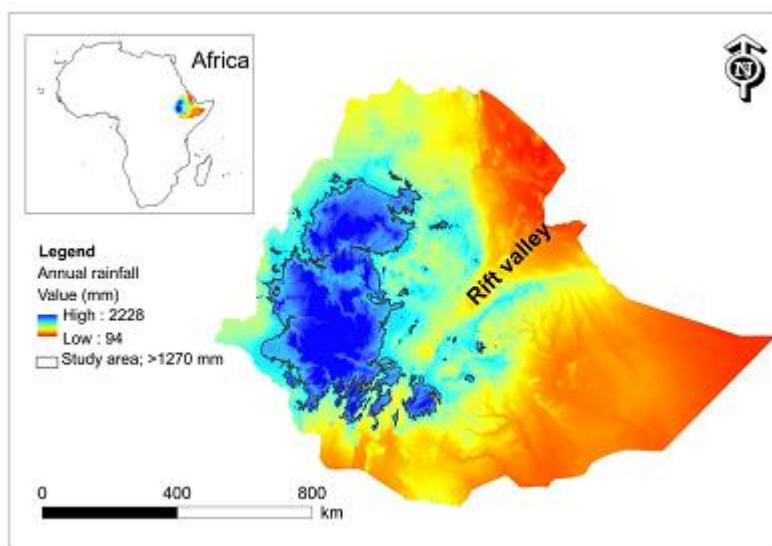 Africa
N
Rift valley
Legend
Annual rainfall
Value (mm)
High : 2228
Low : 94
Study area; >1270 mm
0 400 800
km